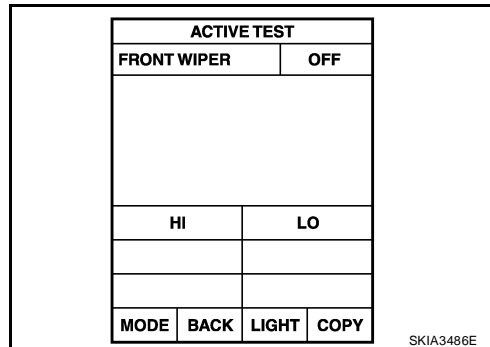 ACTIVE TEST
FRONT WIPER OFF
HI LO
MODE BACK LIGHT COPY
SKIA3486E